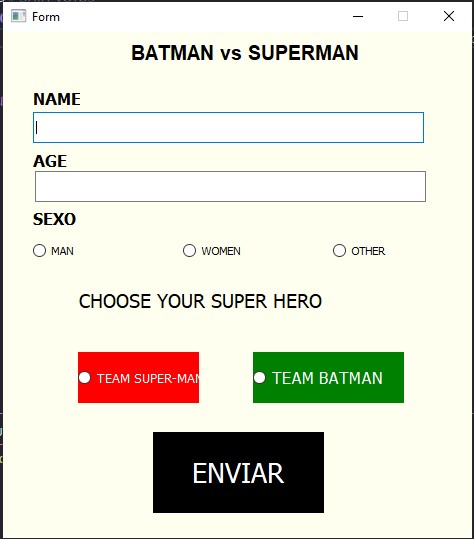 Form
BATMAN vs SUPERMAN
NAME
AGE
SEXO
MAN WOMEN OTHER
CHOOSE YOUR SUPER HERO
TEAM SUPER-MAN TEAM BATMAN
ENVIAR